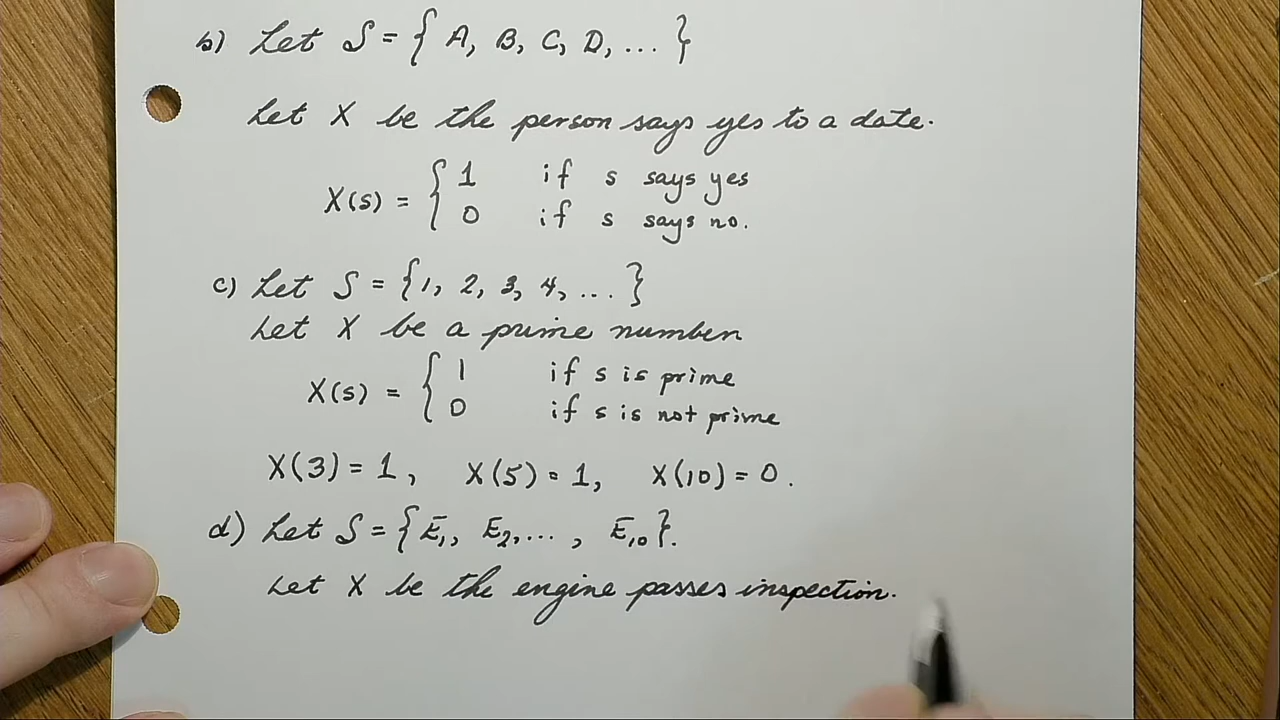 b) Let S = { A, B, C, D, ... }
Let X be the person says yes to a date.
X(s) = { 1 if s says yes
0 if s says no.
c) Let S = {1, 2, 3, 4, ... }
Let X be a prime number
X(s) = { 1 if s is prime
0 if s is not prime
X(3) = 1, X(5) = 1, X(10) = 0.
d) Let S = { E₁, E₂, ... , E₁₀ }.
Let X be the engine passes inspection.